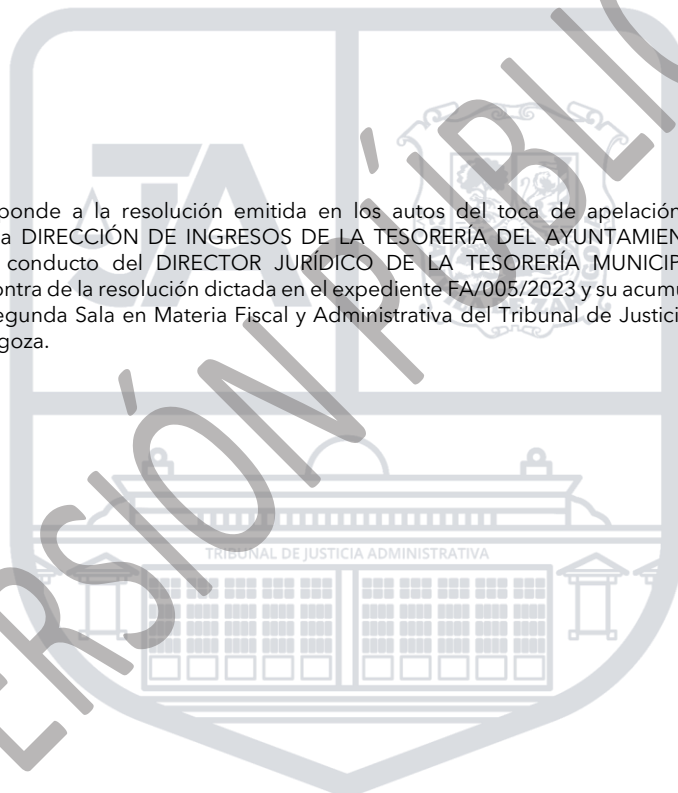 ponde a la resolución emitida en los autos del toca de apelación
a DIRECCIÓN DE INGRESOS DE LA TESORERÍA DEL AYUNTAMIEN
conducto del DIRECTOR JURÍDICO DE LA TESORERÍA MUNICIP
ontra de la resolución dictada en el expediente FA/005/2023 y su acumu
egunda Sala en Materia Fiscal y Administrativa del Tribunal de Justici
goza.
TRIBUNAL DE JUSTICIA ADMINISTRATIVA
ERSIÓN PÚBLIC